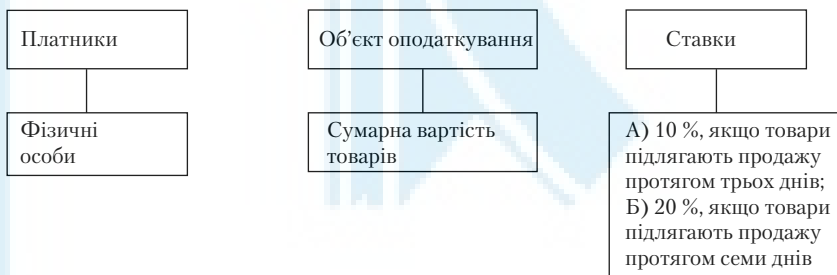 Платники
Об’єкт оподаткування
Ставки
Фізичні
особи
Сумарна вартість
товарів
А) 10 %, якщо товари
підлягають продажу
протягом трьох днів;
Б) 20 %, якщо товари
підлягають продажу
протягом семи днів